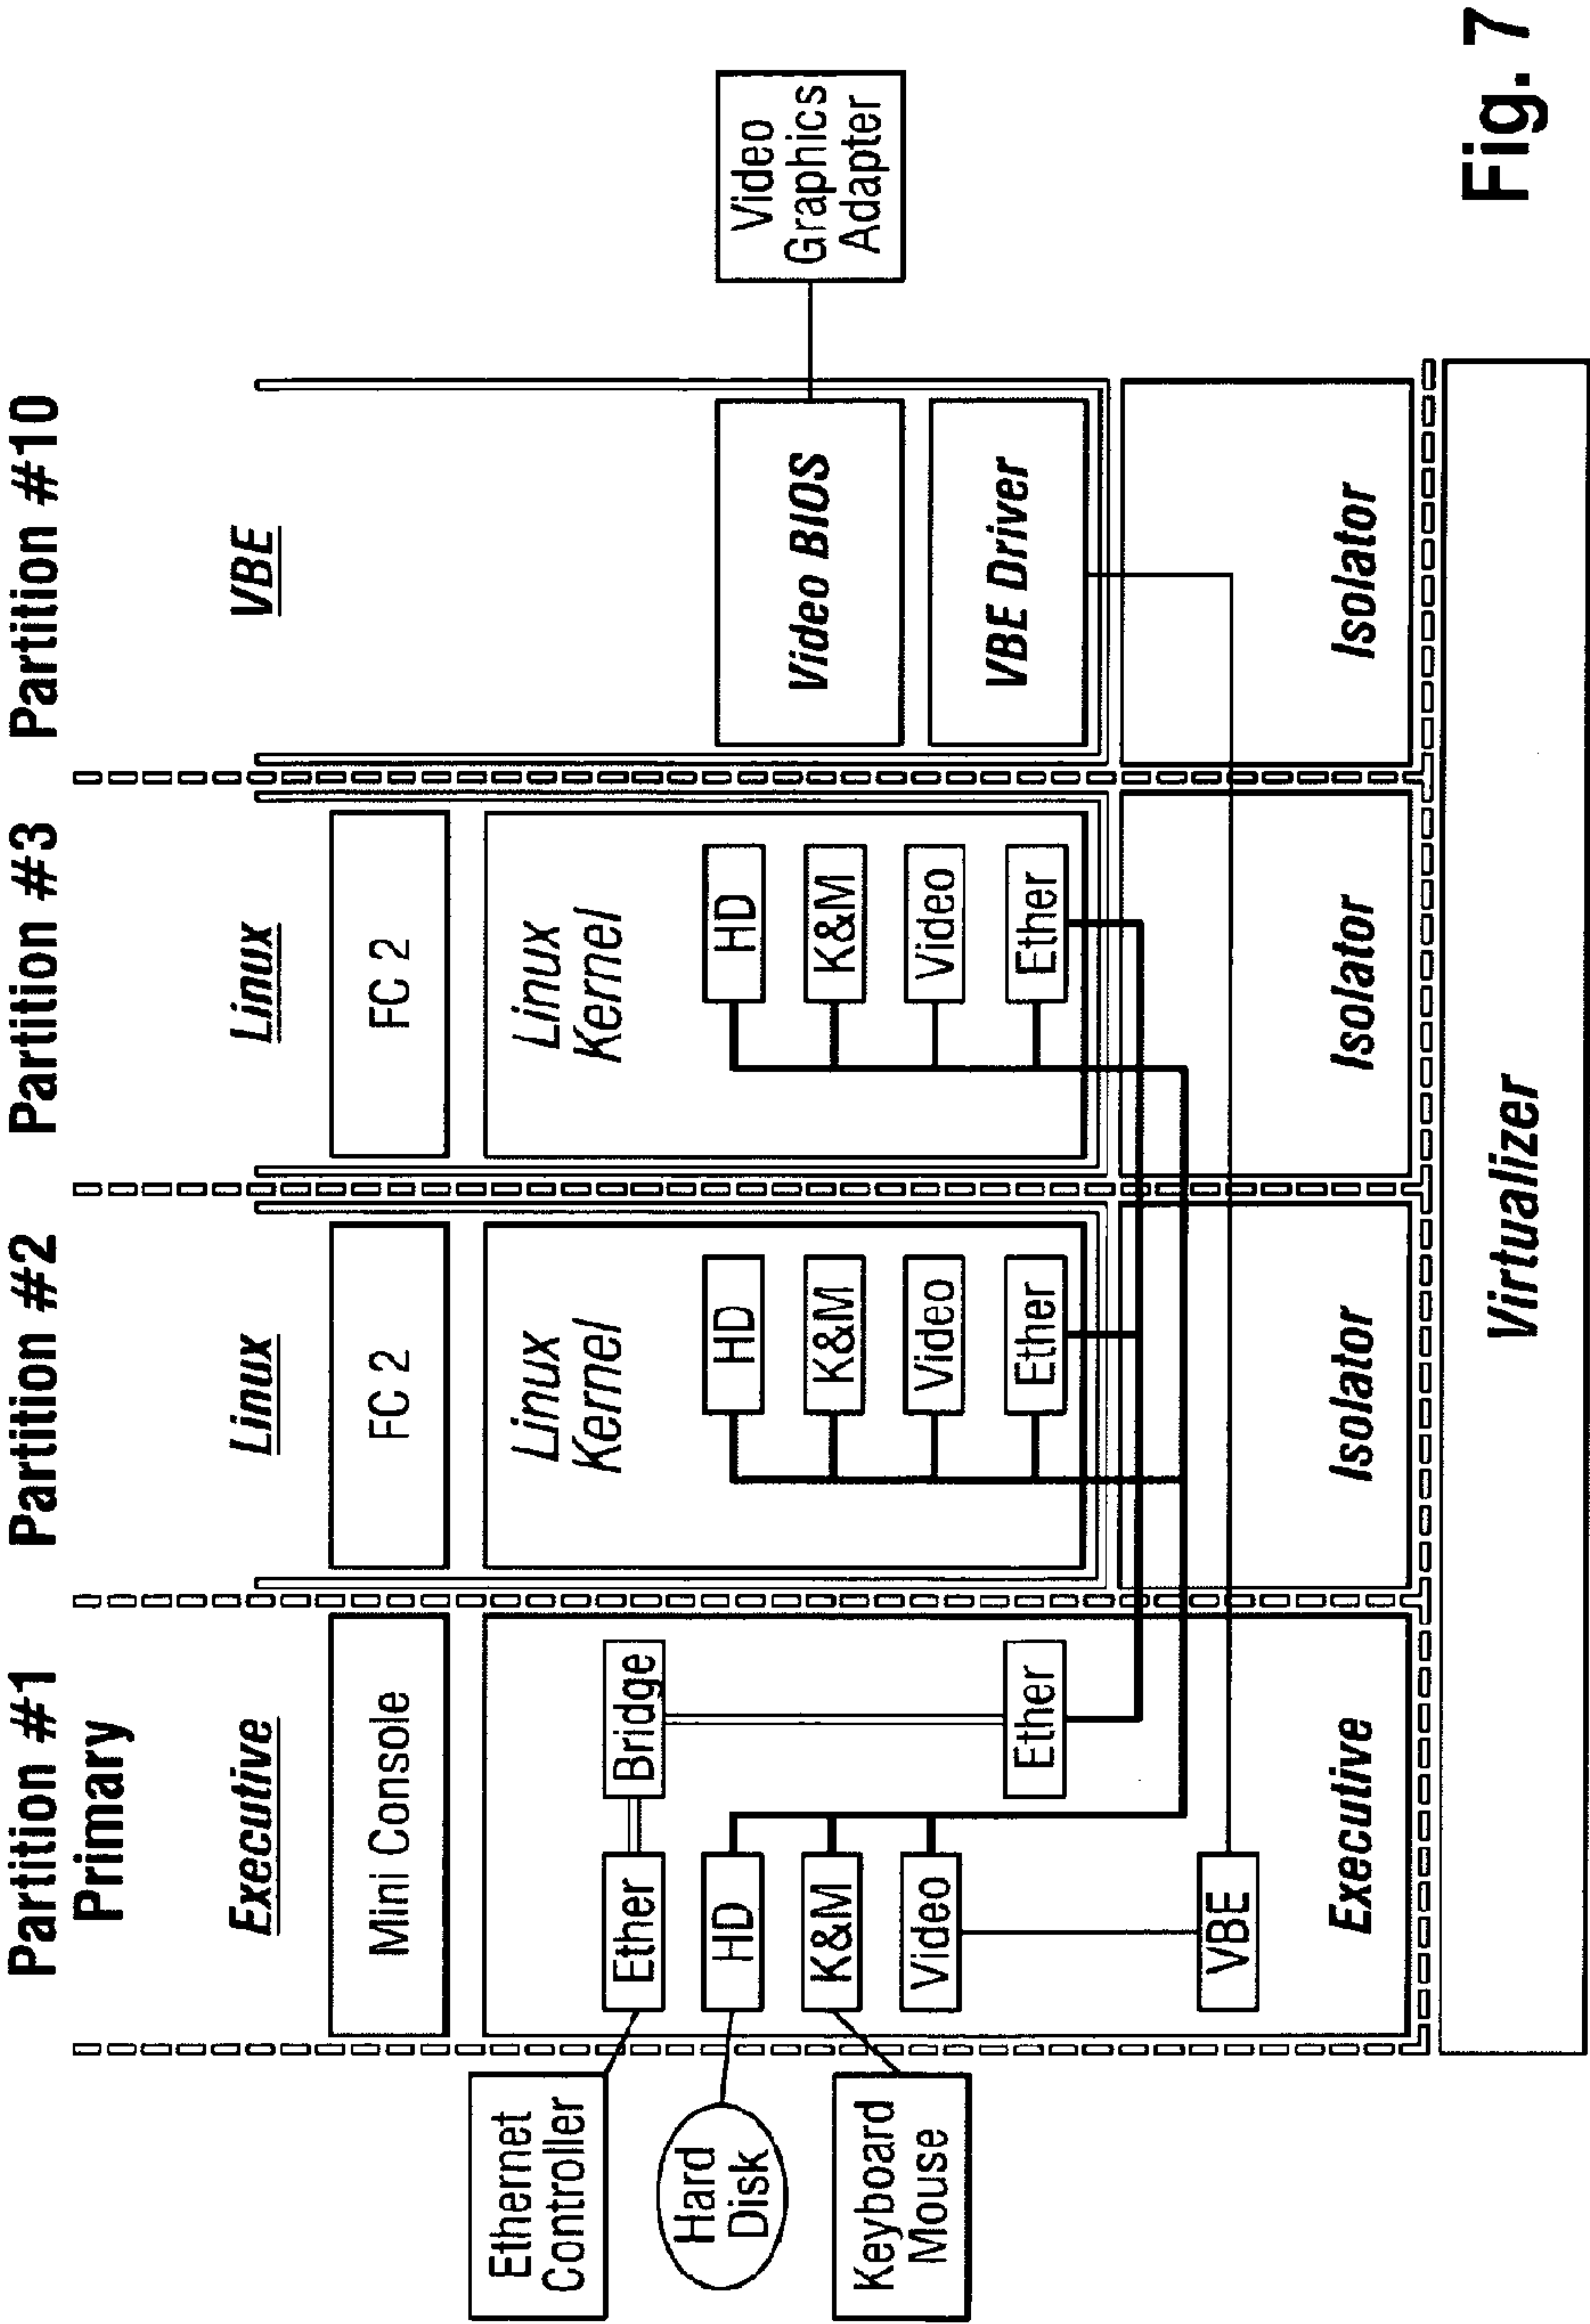 Partition #1
Primary
Partition #2
Partition #3
Partition #10
Executive
Linux
Linux
VBE
Mini Console
FC 2
FC 2
Ethernet
Controller
Hard
Disk
Keyboard
Mouse
Ether
Bridge
HD
K&M
Video
Ether
VBE
Executive
Linux
Kernel
HD
K&M
Video
Ether
Isolator
Linux
Kernel
HD
K&M
Video
Ether
Isolator
Video BIOS
VBE Driver
Isolator
Video
Graphics
Adapter
Virtualizer
Fig. 7